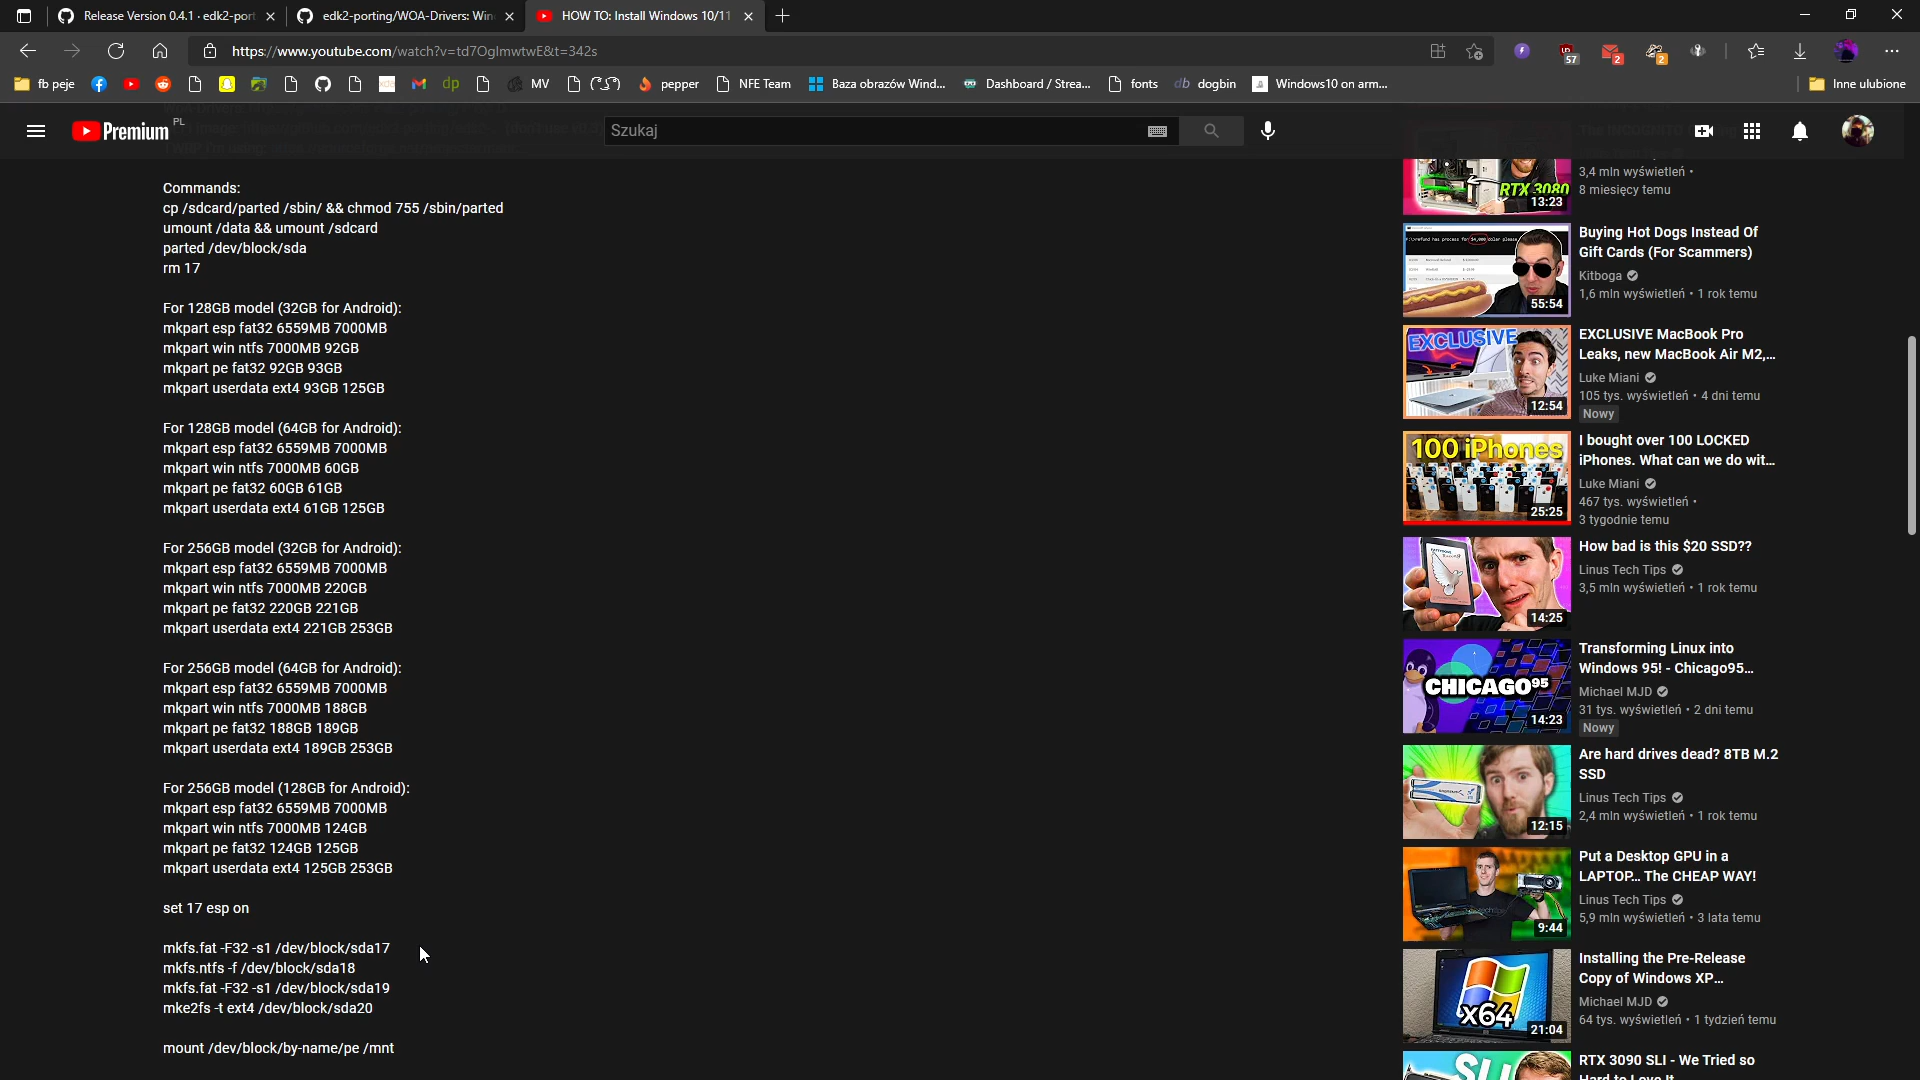 Release Version 0.4.1 · edk2-port
edk2-porting/WOA-Drivers: Win
HOW TO: Install Windows 10/11
https://www.youtube.com/watch?v=td7OglmwtwE&t=342s
57
2
2
fb peje
dp
MV
pepper
NFE Team
Baza obrazów Wind...
Dashboard / Strea...
fonts
db dogbin
Windows10 on arm...
Inne ulubione
Premium PL
Szukaj
Commands:
cp /sdcard/parted /sbin/ && chmod 755 /sbin/parted
umount /data && umount /sdcard
parted /dev/block/sda
rm 17
For 128GB model (32GB for Android):
mkpart esp fat32 6559MB 7000MB
mkpart win ntfs 7000MB 92GB
mkpart pe fat32 92GB 93GB
mkpart userdata ext4 93GB 125GB
For 128GB model (64GB for Android):
mkpart esp fat32 6559MB 7000MB
mkpart win ntfs 7000MB 60GB
mkpart pe fat32 60GB 61GB
mkpart userdata ext4 61GB 125GB
For 256GB model (32GB for Android):
mkpart esp fat32 6559MB 7000MB
mkpart win ntfs 7000MB 220GB
mkpart pe fat32 220GB 221GB
mkpart userdata ext4 221GB 253GB
For 256GB model (64GB for Android):
mkpart esp fat32 6559MB 7000MB
mkpart win ntfs 7000MB 188GB
mkpart pe fat32 188GB 189GB
mkpart userdata ext4 189GB 253GB
For 256GB model (128GB for Android):
mkpart esp fat32 6559MB 7000MB
mkpart win ntfs 7000MB 124GB
mkpart pe fat32 124GB 125GB
mkpart userdata ext4 125GB 253GB
set 17 esp on
mkfs.fat -F32 -s1 /dev/block/sda17
mkfs.ntfs -f /dev/block/sda18
mkfs.fat -F32 -s1 /dev/block/sda19
mke2fs -t ext4 /dev/block/sda20
mount /dev/block/by-name/pe /mnt
RTX 3080
13:23
3,4 mln wyświetleń •
8 miesięcy temu
55:54
Buying Hot Dogs Instead Of
Gift Cards (For Scammers)
Kitboga
1,6 mln wyświetleń • 1 rok temu
EXCLUSIVE
12:54
EXCLUSIVE MacBook Pro
Leaks, new MacBook Air M2,...
Luke Miani
105 tys. wyświetleń • 4 dni temu
Nowy
100 iPhones
25:25
I bought over 100 LOCKED
iPhones. What can we do wit...
Luke Miani
467 tys. wyświetleń •
3 tygodnie temu
14:25
How bad is this $20 SSD??
Linus Tech Tips
3,5 mln wyświetleń • 1 rok temu
CHICAGO95
14:23
Transforming Linux into
Windows 95! - Chicago95...
Michael MJD
31 tys. wyświetleń • 2 dni temu
Nowy
12:15
Are hard drives dead? 8TB M.2
SSD
Linus Tech Tips
2,4 mln wyświetleń • 1 rok temu
9:44
Put a Desktop GPU in a
LAPTOP... The CHEAP WAY!
Linus Tech Tips
5,9 mln wyświetleń • 3 lata temu
x64
21:04
Installing the Pre-Release
Copy of Windows XP...
Michael MJD
64 tys. wyświetleń • 1 tydzień temu
SLI
RTX 3090 SLI - We Tried so
Hard to Love It